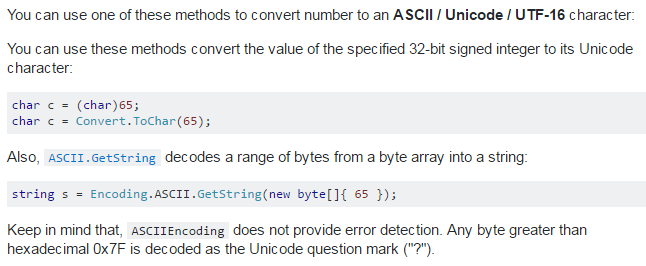 You can use one of these methods to convert number to an ASCII / Unicode / UTF-16 character:
You can use these methods convert the value of the specified 32-bit signed integer to its Unicode
character:
char c = (char)65;
char c = Convert.ToChar(65);
Also, ASCII.GetString decodes a range of bytes from a byte array into a string:
string s = Encoding.ASCII.GetString(new byte[]{ 65 });
Keep in mind that, ASCIIEncoding does not provide error detection. Any byte greater than
hexadecimal 0x7F is decoded as the Unicode question mark ("?").